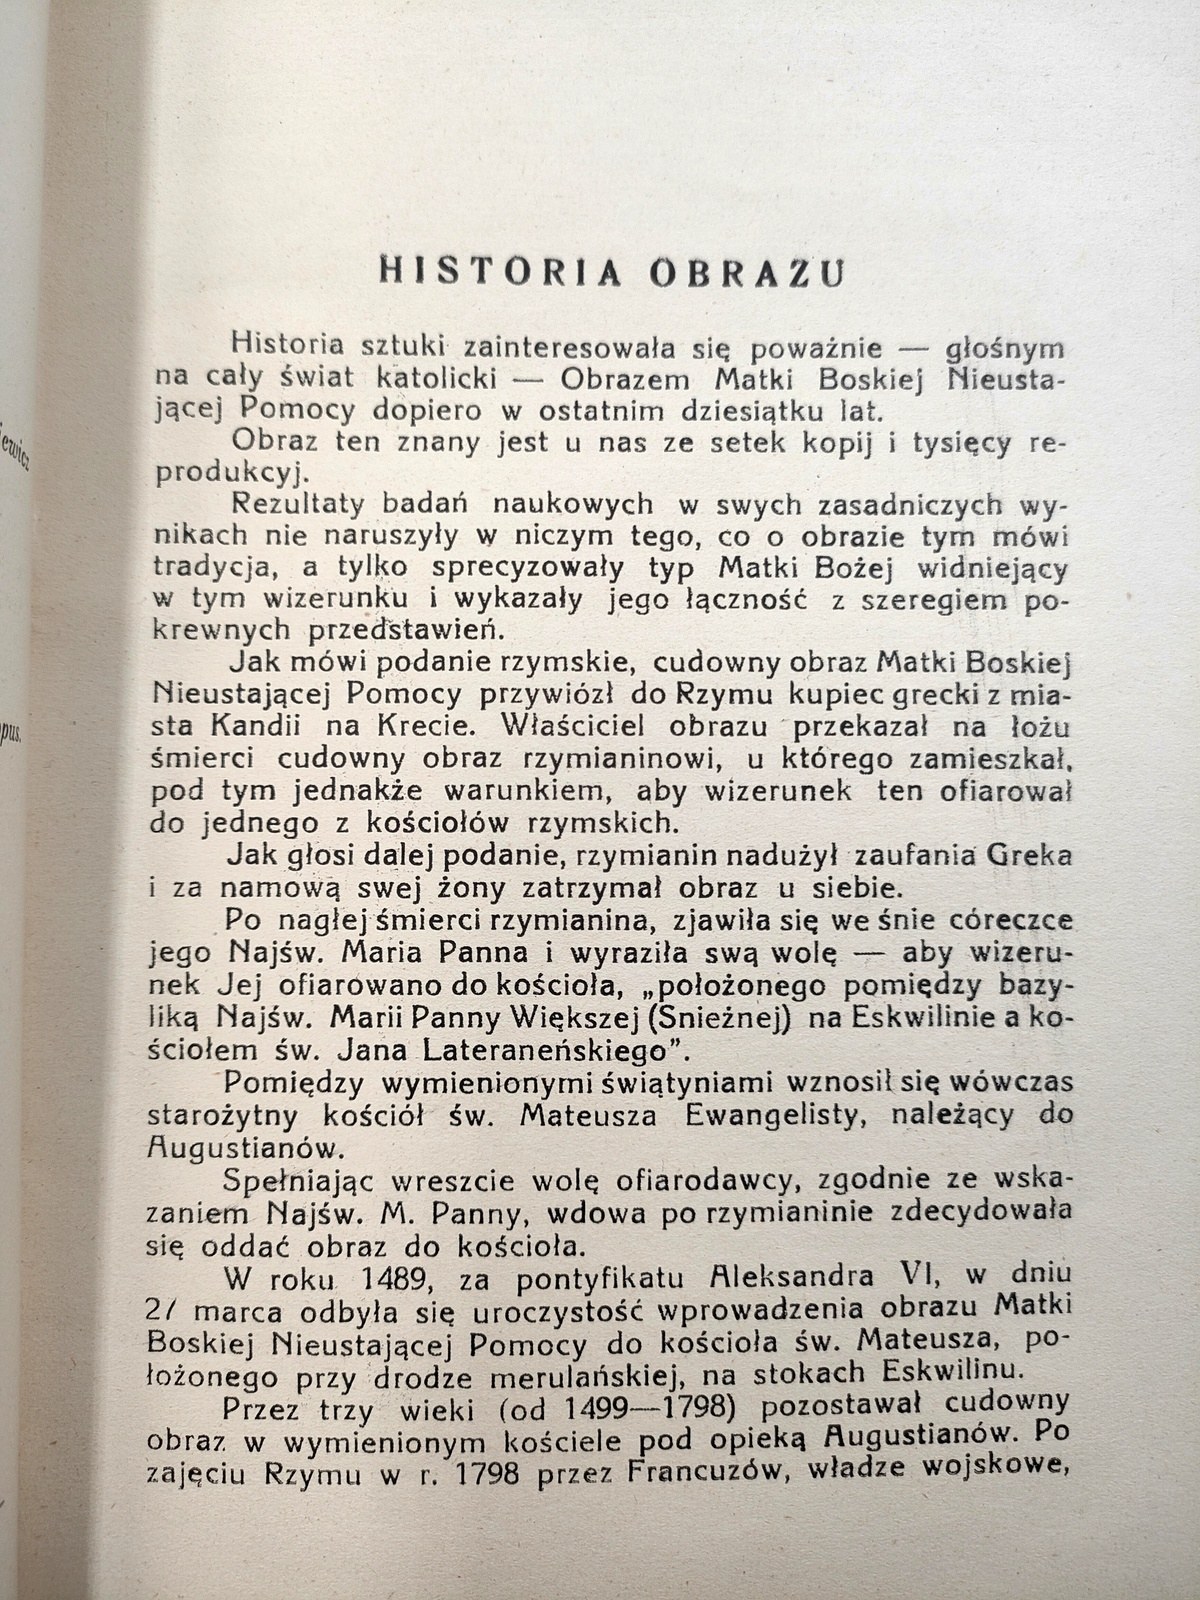 HISTORIA OBRAZU
Historia sztuki zainteresowała się poważnie — głośnym
na cały świat katolicki — Obrazem Matki Boskiej Nieusta-
jącej Pomocy dopiero w ostatnim dziesiątku lat.
Obraz ten znany jest u nas ze setek kopij i tysięcy re-
produkcyj.
Rezultaty badań naukowych w swych zasadniczych wy-
nikach nie naruszyły w niczym tego, co o obrazie tym mówi
tradycja, a tylko sprecyzowały typ Matki Bożej widniejący
w tym wizerunku i wykazały jego łączność z szeregiem po-
krewnych przedstawień.
Jak mówi podanie rzymskie, cudowny obraz Matki Boskiej
Nieustającej Pomocy przywiózł do Rzymu kupiec grecki z mia-
sta Kandii na Krecie. Właściciel obrazu przekazał na łożu
śmierci cudowny obraz rzymianinowi, u którego zamieszkał,
pod tym jednakże warunkiem, aby wizerunek ten ofiarował
do jednego z kościołów rzymskich.
Jak głosi dalej podanie, rzymianin nadużył zaufania Greka
i za namową swej żony zatrzymał obraz u siebie.
Po nagłej śmierci rzymianina, zjawiła się we śnie córeczce
jego Najśw. Maria Panna i wyraziła swą wolę — aby wizeru-
nek Jej ofiarowano do kościoła, „położonego pomiędzy bazy-
liką Najśw. Marii Panny Większej (Snieżnej) na Eskwilinie a ko-
ściołem św. Jana Lateraneńskiego”.
Pomiędzy wymienionymi świątyniami wznosił się wówczas
starożytny kościół św. Mateusza Ewangelisty, należący do
Augustianów.
Spełniając wreszcie wolę ofiarodawcy, zgodnie ze wska-
zaniem Najśw. M. Panny, wdowa po rzymianinie zdecydowała
się oddać obraz do kościoła.
W roku 1489, za pontyfikatu Aleksandra VI, w dniu
27 marca odbyła się uroczystość wprowadzenia obrazu Matki
Boskiej Nieustającej Pomocy do kościoła św. Mateusza, po-
łożonego przy drodze merulańskiej, na stokach Eskwilinu.
Przez trzy wieki (od 1499—1798) pozostawał cudowny
obraz w wymienionym kościele pod opieką Augustianów. Po
zajęciu Rzymu w r. 1798 przez Francuzów, władze wojskowe,